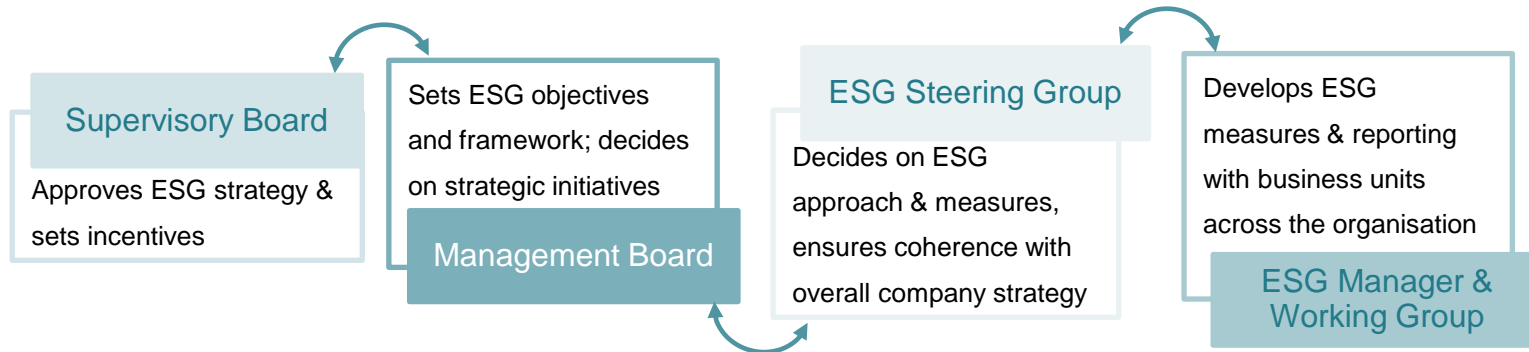 Supervisory Board
Approves ESG strategy &
sets incentives
Sets ESG objectives
and framework; decides
on strategic initiatives
Management Board
ESG Steering Group
Decides on ESG
approach & measures,
ensures coherence with
overall company strategy
Develops ESG
measures & reporting
with business units
across the organisation
ESG Manager &
Working Group